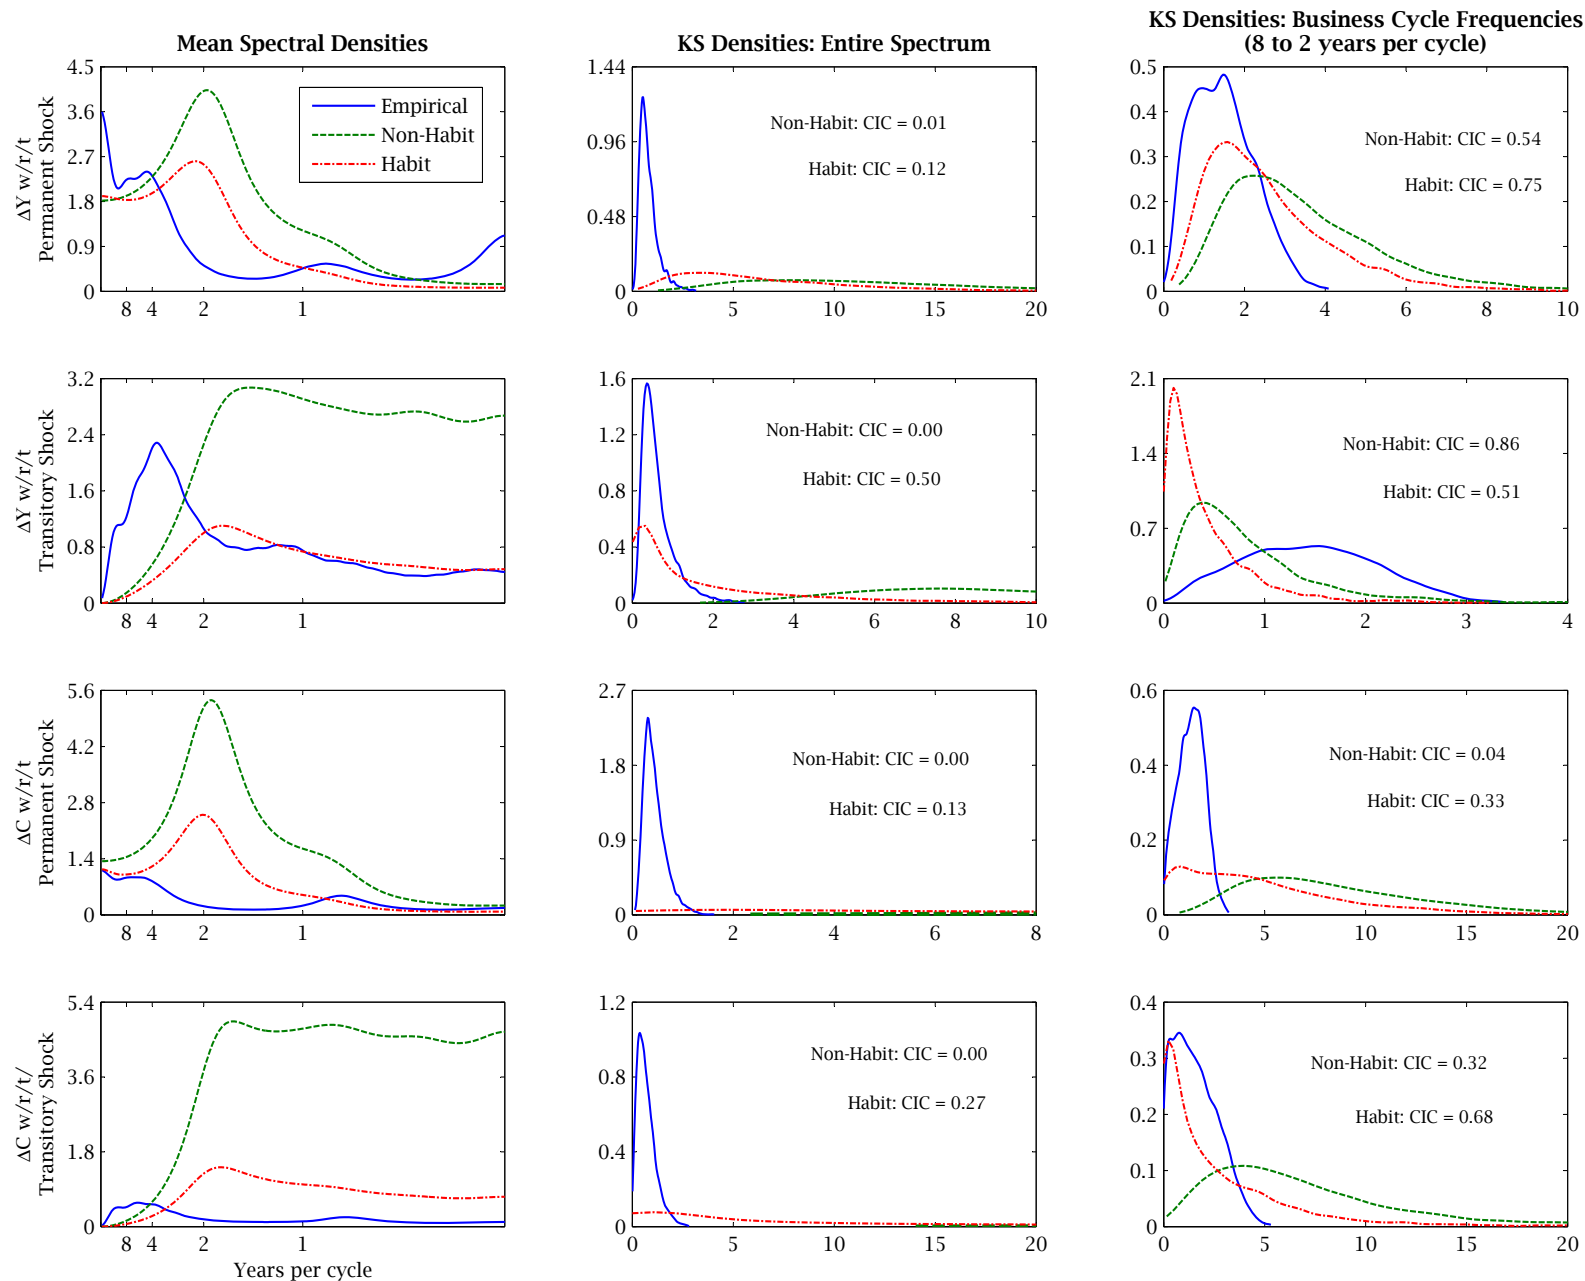 Mean Spectral Densities
KS Densities: Entire Spectrum
KS Densities: Business Cycle Frequencies
(8 to 2 years per cycle)
ΔY w/r/t
Permanent Shock
4.5
3.6
2.7
1.8
0.9
0
8 4 2 1
Empirical
Non-Habit
Habit
1.44
0.96
0.48
0
0 5 10 15 20
Non-Habit: CIC = 0.01
Habit: CIC = 0.12
0.5
0.4
0.3
0.2
0.1
0
0 2 4 6 8 10
Non-Habit: CIC = 0.54
Habit: CIC = 0.75
ΔY w/r/t
Transitory Shock
3.2
2.4
1.6
0.8
0
8 4 2 1
1.6
1.2
0.8
0.4
0
0 2 4 6 8 10
Non-Habit: CIC = 0.00
Habit: CIC = 0.50
2.1
1.4
0.7
0
0 1 2 3 4
Non-Habit: CIC = 0.86
Habit: CIC = 0.51
ΔC w/r/t
Permanent Shock
5.6
4.2
2.8
1.4
0
8 4 2 1
2.7
1.8
0.9
0
0 2 4 6 8
Non-Habit: CIC = 0.00
Habit: CIC = 0.13
0.6
0.4
0.2
0
0 5 10 15 20
Non-Habit: CIC = 0.04
Habit: CIC = 0.33
ΔC w/r/t/
Transitory Shock
5.4
3.6
1.8
0
8 4 2 1
Years per cycle
1.2
0.8
0.4
0
0 5 10 15 20
Non-Habit: CIC = 0.00
Habit: CIC = 0.27
0.4
0.3
0.2
0.1
0
0 5 10 15 20
Non-Habit: CIC = 0.32
Habit: CIC = 0.68